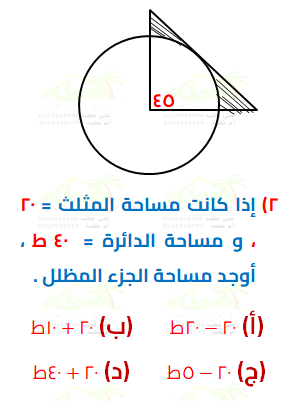 ٤٥
٢) إذا كانت مساحة المثلث = ٢٠
، و مساحة الدائرة = ٤٠ ط ،
أوجد مساحة الجزء المظلل .
(أ) ٢٠ – ٢٠ط (ب) ٢٠ + ١٠ط
(ج) ٢٠ – ٥ط (د) ٢٠ + ٤٠ط